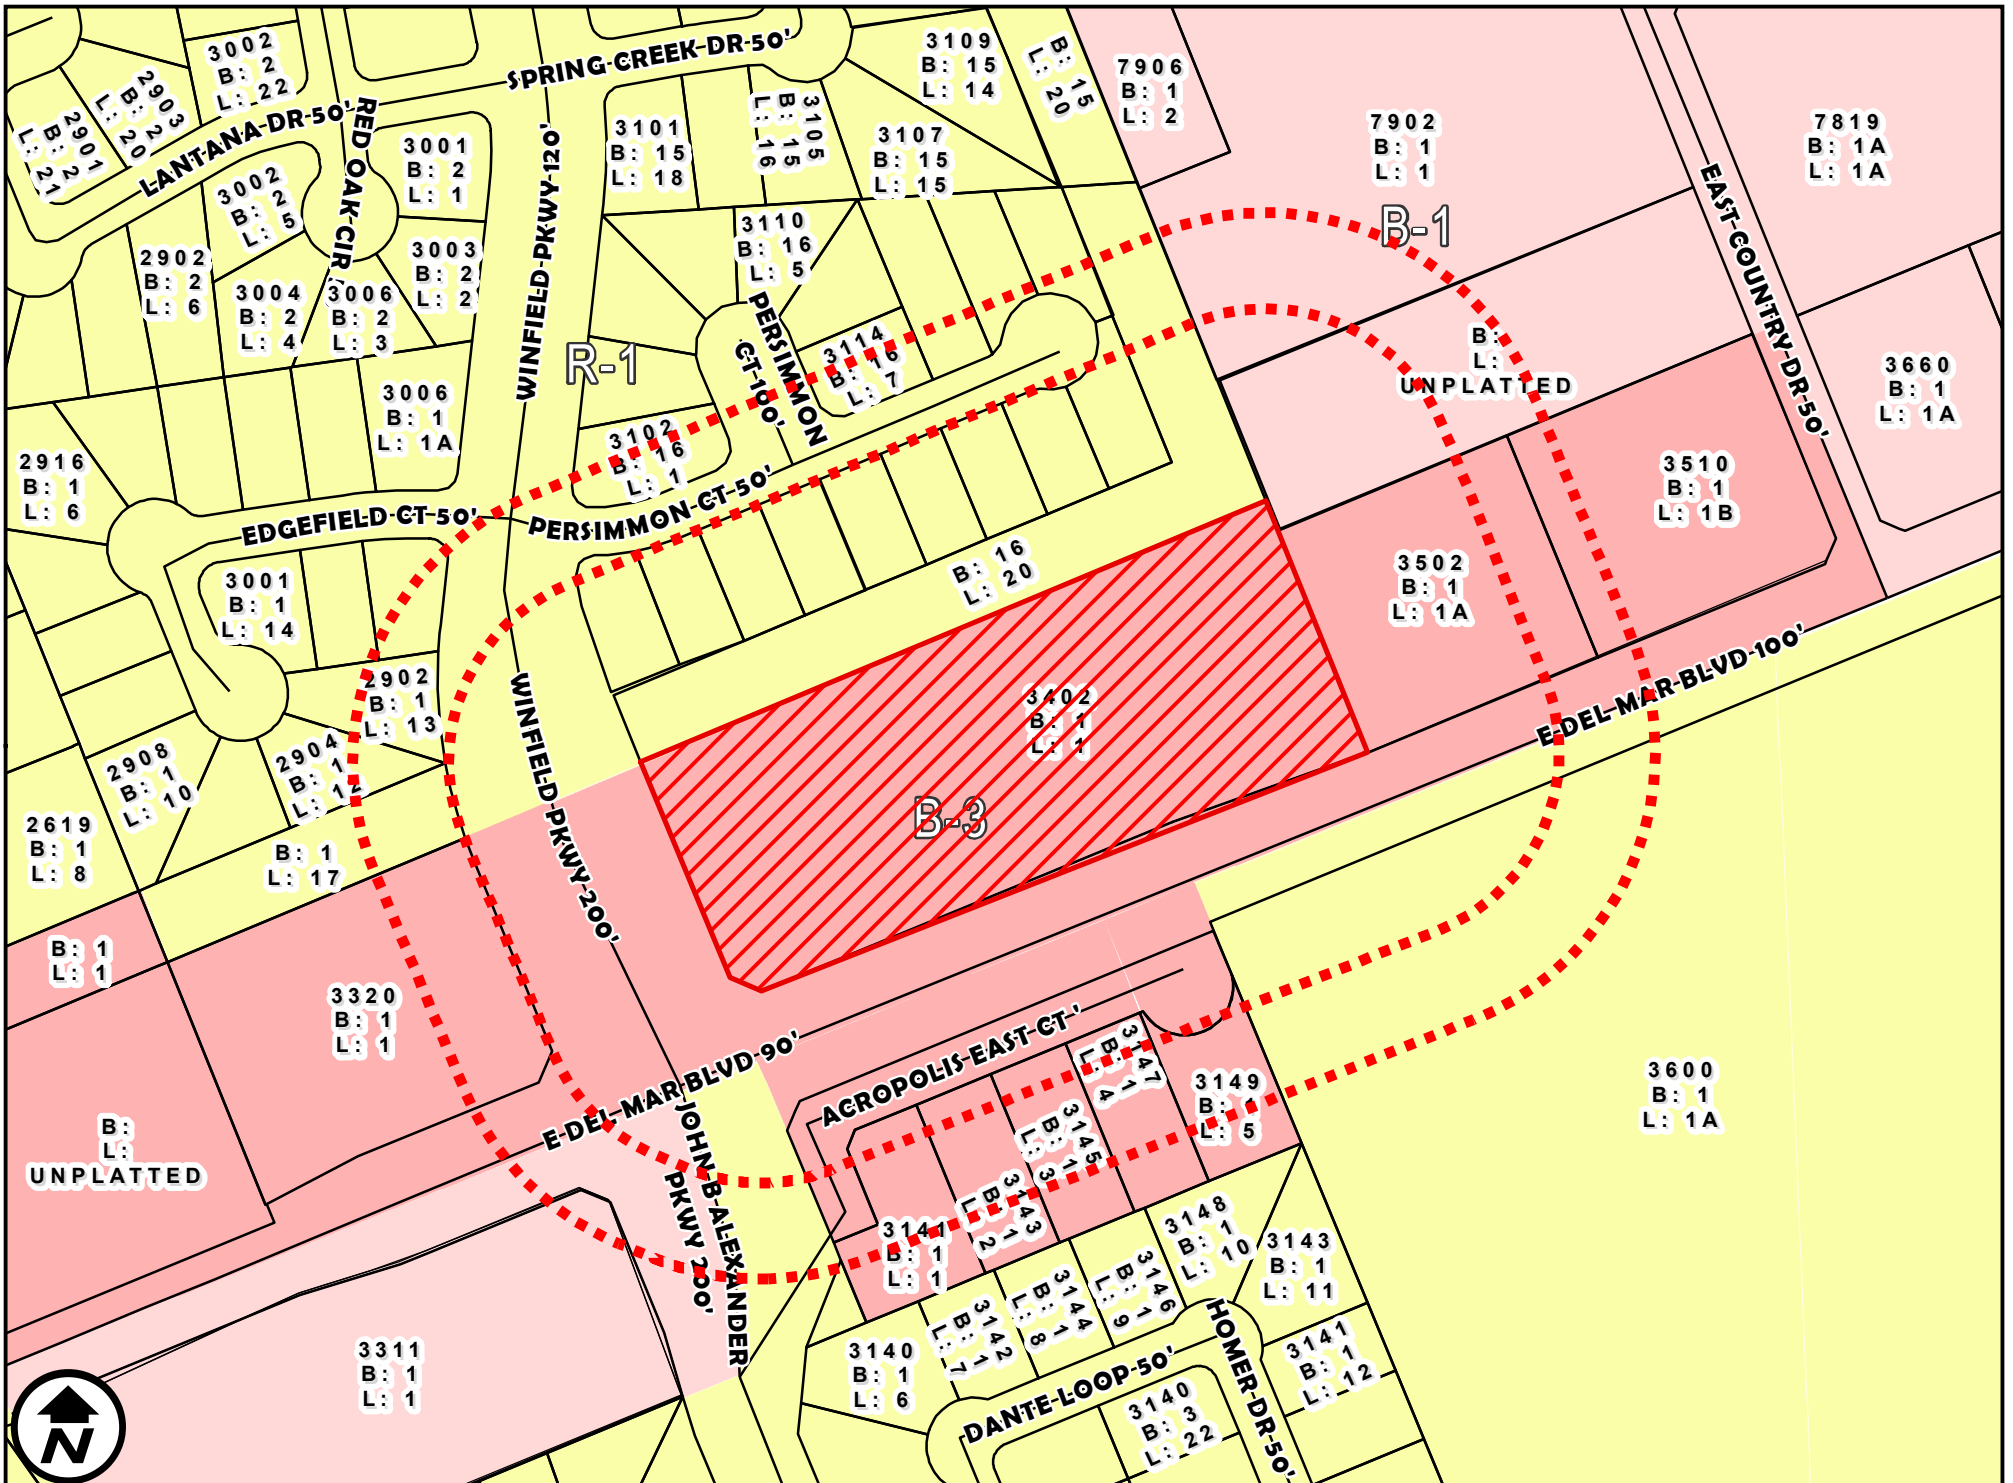 3002
B: 2
L: 22
2903
B: 2
L: 20
2901
B: 2
L: 21
LANTANA DR 50'
RED OAK CIR
3001
B: 2
L: 1
3002
B: 2
L: 5
2902
B: 2
L: 6
3004
B: 2
L: 4
3006
B: 2
L: 3
3003
B: 2
L: 2
SPRING CREEK DR 50'
WINFIELD PKWY 120'
3101
B: 15
L: 18
3105
B: 15
L: 16
3107
B: 15
L: 15
3109
B: 15
L: 14
B: 15
L: 20
7906
B: 1
L: 2
7902
B: 1
L: 1
B-1
7819
B: 1A
L: 1A
EAST COUNTRY DR 50'
3110
B: 16
L: 5
PERSIMMON
CT 100'
3114
B: 16
L: 7
R-1
3006
B: 1
L: 1A
3102
B: 16
L: 1
PERSIMMON CT 50'
2916
B: 1
L: 6
EDGEFIELD CT 50'
3001
B: 1
L: 14
2902
B: 1
L: 13
2904
B: 1
L: 12
2908
B: 1
L: 10
2619
B: 1
L: 8
B: 1
L: 17
B: 1
L: 1
B:
L:
UNPLATTED
3660
B: 1
L: 1A
3510
B: 1
L: 1B
3502
B: 1
L: 1A
B: 16
L: 20
3402
B: 1
L: 1
B-3
WINFIELD PKWY 200'
E DEL MAR BLVD 100'
3320
B: 1
L: 1
B:
L:
UNPLATTED
E DEL MAR BLVD 90'
ACROPOLIS EAST CT '
JOHN B ALEXANDER
PKWY 200'
3147
B: 1
L: 4
3149
B: 1
L: 5
3145
B: 1
L: 3
3143
B: 1
L: 2
3141
B: 1
L: 1
3600
B: 1
L: 1A
3148
B: 1
L: 10
3143
B: 1
L: 11
3146
B: 1
L: 9
3144
B: 1
L: 8
3142
B: 1
L: 7
3140
B: 1
L: 6
3141
B: 1
L: 12
DANTE LOOP 50'
HOMER DR 50'
3140
B: 3
L: 22
3311
B: 1
L: 1
N